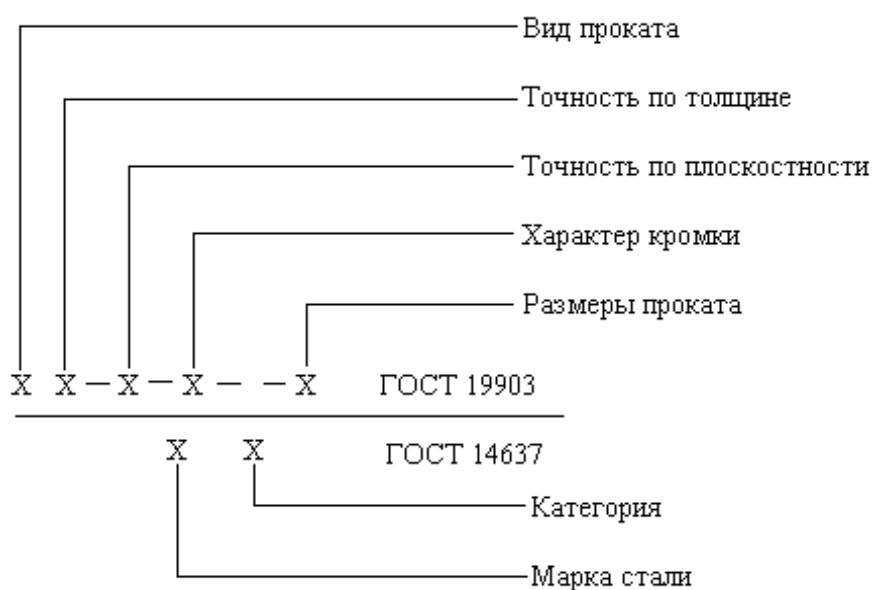 Вид проката
Точность по толщине
Точность по плоскостности
Характер кромки
Размеры проката
Х Х – Х – Х – – Х ГОСТ 19903
Х Х ГОСТ 14637
Категория
Марка стали